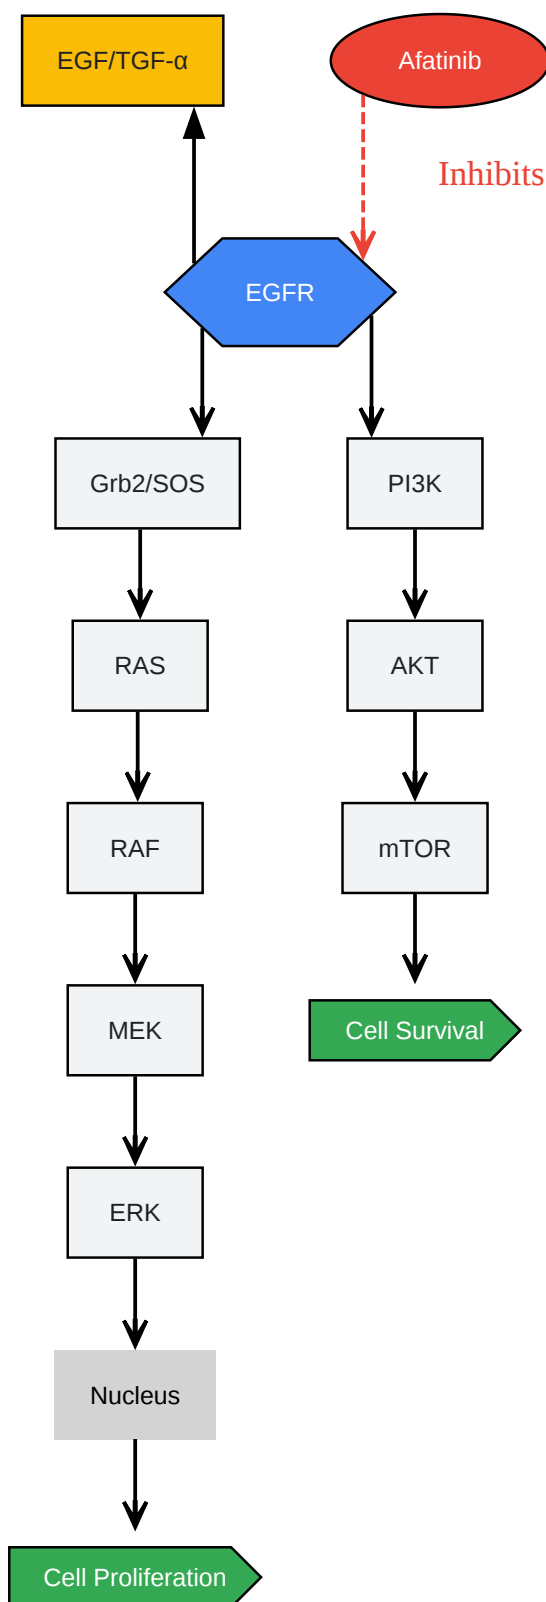 EGF/TGF-α
Afatinib
Inhibits
EGFR
Grb2/SOS
PI3K
RAS
AKT
RAF
mTOR
MEK
Cell Survival
ERK
Nucleus
Cell Proliferation